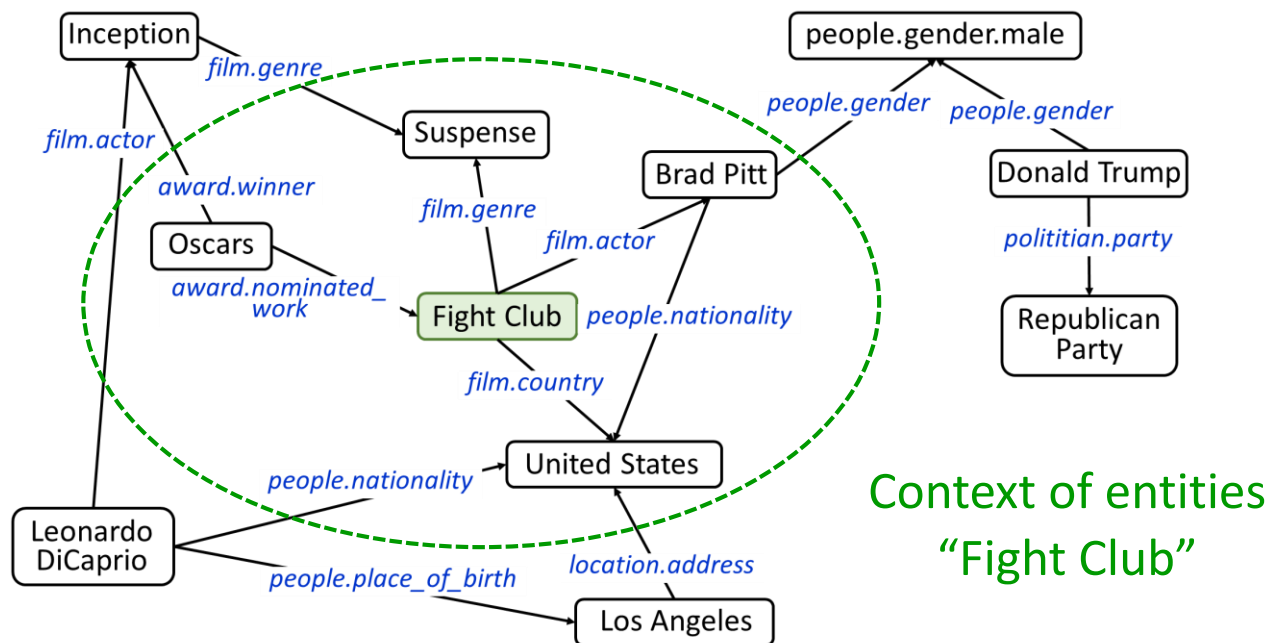 Inception
people.gender.male
film.genre
people.gender
people.gender
film.actor
Suspense
Brad Pitt
Donald Trump
award.winner
film.genre
Oscars
film.actor
polititian.party
award.nominated_
work
Fight Club
people.nationality
Republican
Party
film.country
United States
people.nationality
Context of entities
“Fight Club”
Leonardo
DiCaprio
people.place_of_birth
location.address
Los Angeles